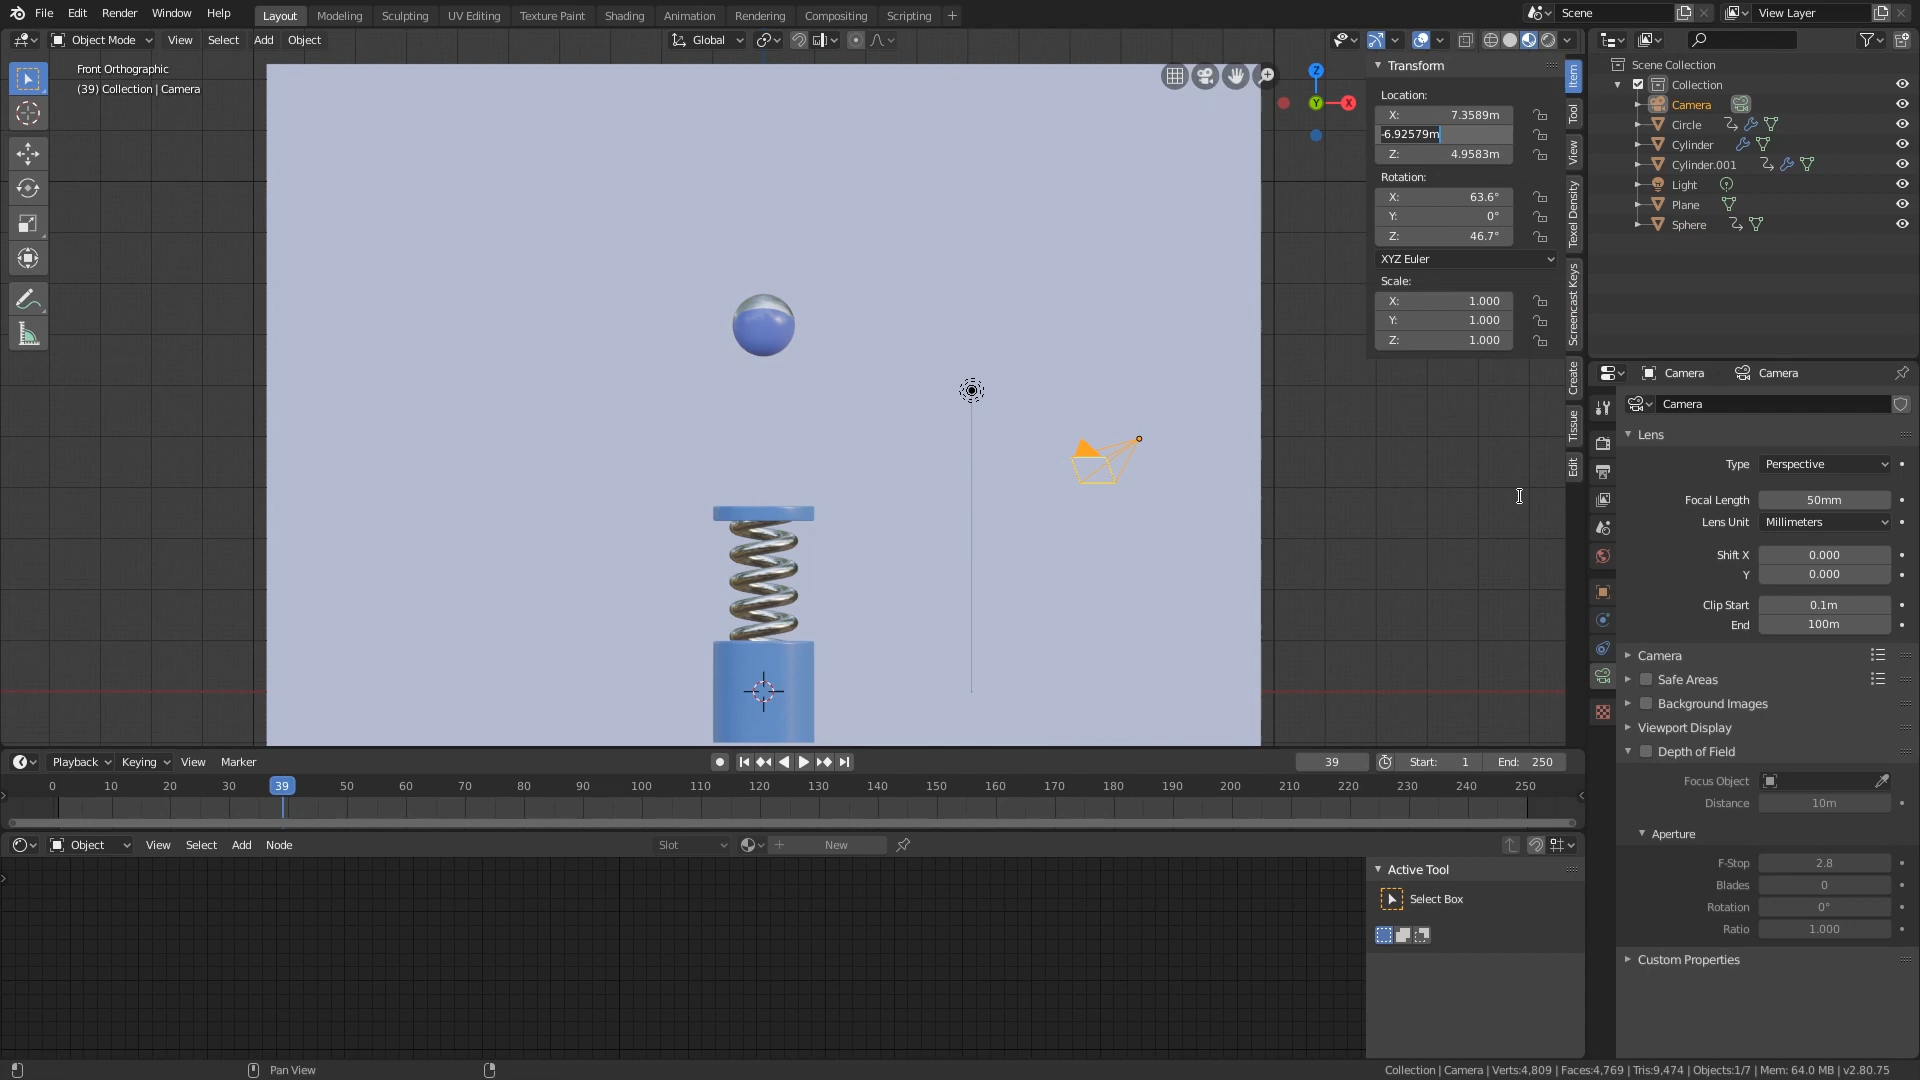 File Edit Render Window Help Layout Modeling Sculpting UV Editing Texture Paint Shading Animation Rendering Compositing Scripting Scene View Layer
Object Mode View Select Add Object Global
Front Orthographic
(39) Collection | Camera
Z
Y
X
Transform
Location:
X: 7.3589m
-6.92579m
Z: 4.9583m
Rotation:
X: 63.6°
Y: 0°
Z: 46.7°
XYZ Euler
Scale:
X: 1.000
Y: 1.000
Z: 1.000
Item
Tool
View
Texel Density
Screencast Keys
Create
Tissue
Edit
Scene Collection
Collection
Camera
Circle
Cylinder
Cylinder.001
Light
Plane
Sphere
Camera Camera
Camera
Lens
Type Perspective
Focal Length 50mm
Lens Unit Millimeters
Shift X 0.000
Y 0.000
Clip Start 0.1m
End 100m
Camera
Safe Areas
Background Images
Viewport Display
Depth of Field
Focus Object
Distance 10m
Aperture
F-Stop 2.8
Blades 0
Rotation 0°
Ratio 1.000
Custom Properties
Playback Keying View Marker 39 Start: 1 End: 250
0 10 20 30 39 50 60 70 80 90 100 110 120 130 140 150 160 170 180 190 200 210 220 230 240 250
Object View Select Add Node Slot New
Active Tool
Select Box
Pan View
Collection | Camera | Verts:4,809 | Faces:4,769 | Tris:9,474 | Objects:1/7 | Mem: 64.0 MB | v2.80.75